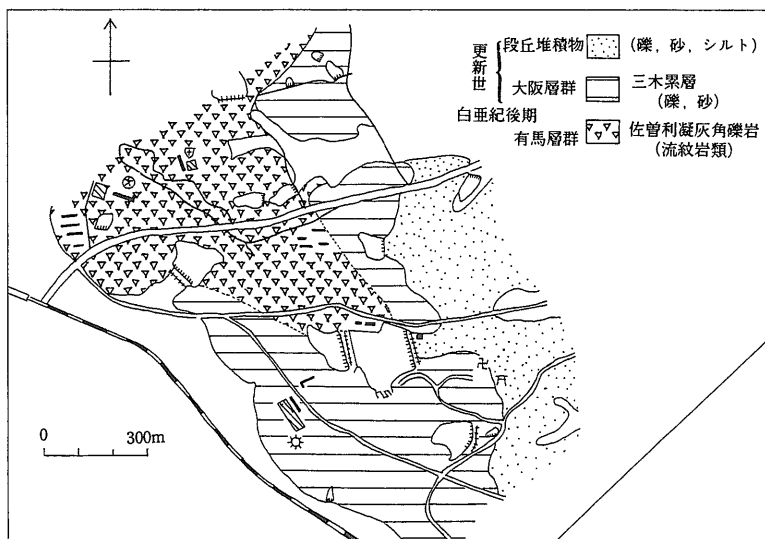 段丘堆積物 (礫，砂，シルト)
更新世
大阪層群 三木累層
(礫，砂)
白亜紀後期
有馬層群 佐曽利凝灰角礫岩
(流紋岩類)
卍
0 300m